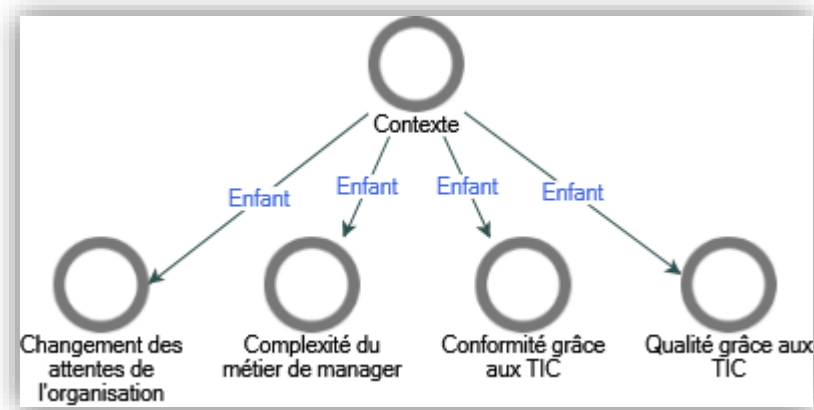 Contexte
Enfant
Enfant
Enfant
Enfant
Changement des
attentes de
l'organisation
Complexité du
métier de manager
Conformité grâce
aux TIC
Qualité grâce aux
TIC